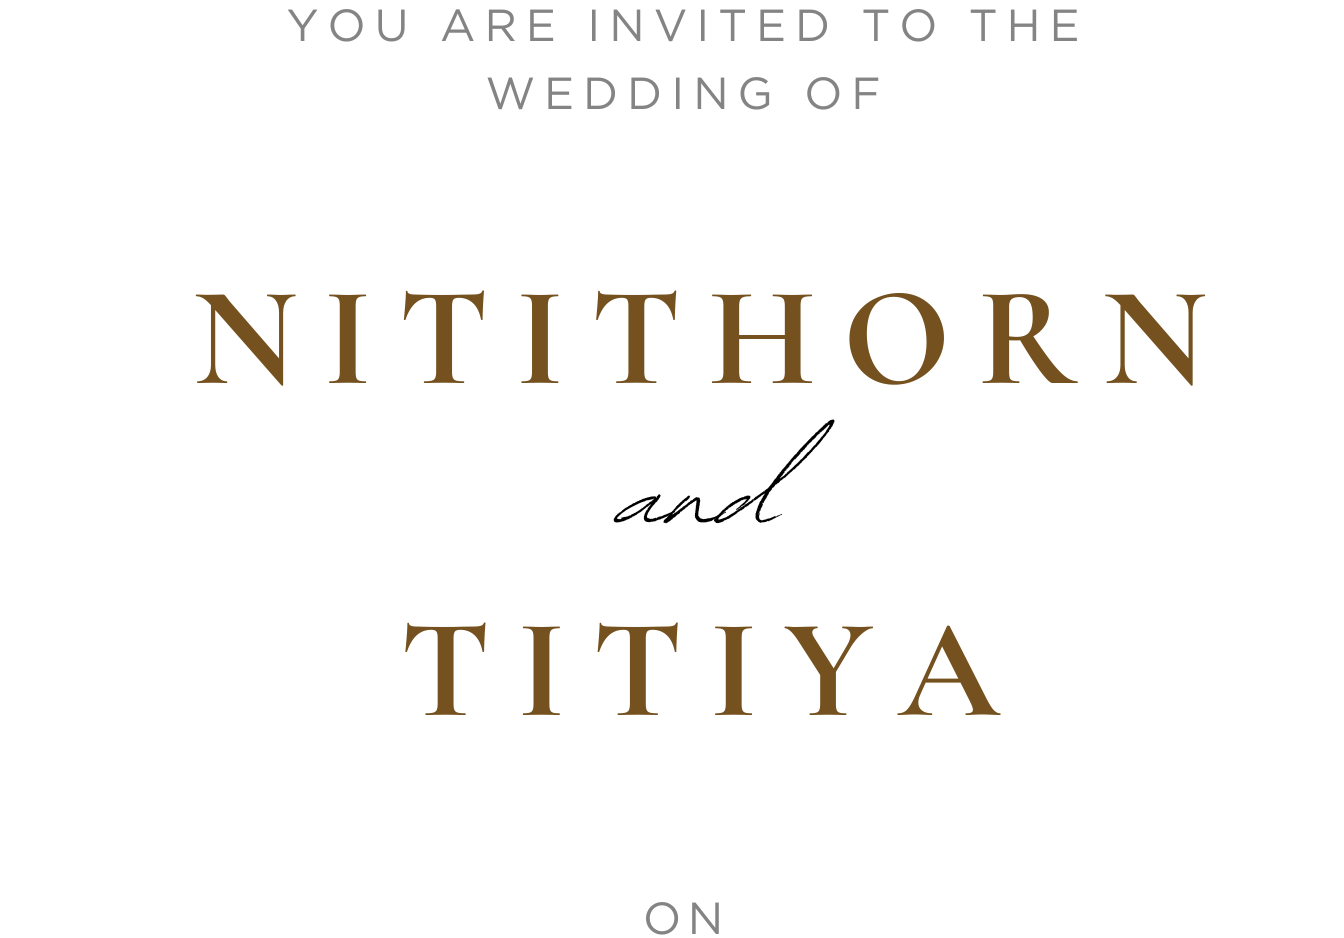 YOU ARE INVITED TO THE
WEDDING OF
NITITHORN
and
TITIYA
ON